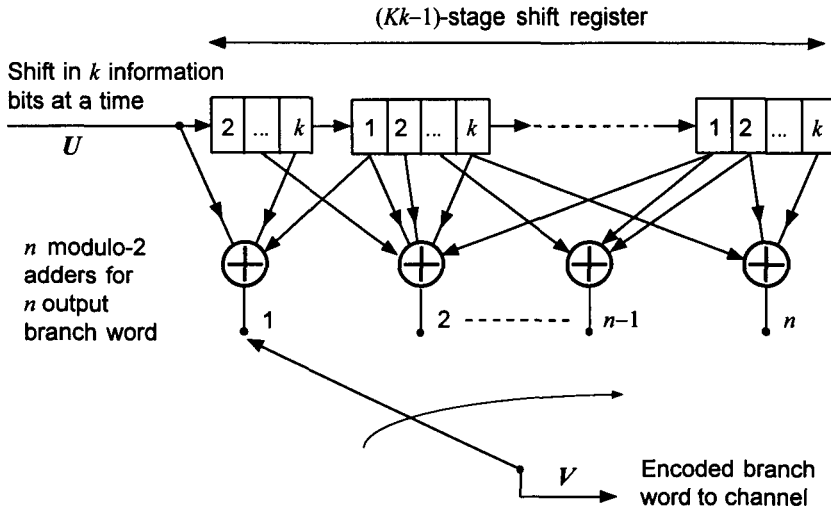 (Kk–1)-stage shift register
Shift in k information
bits at a time
U
2 ... k
1 2 ... k
1 2 ... k
n modulo-2
adders for
n output
branch word
1
2
n–1
n
V
Encoded branch
word to channel